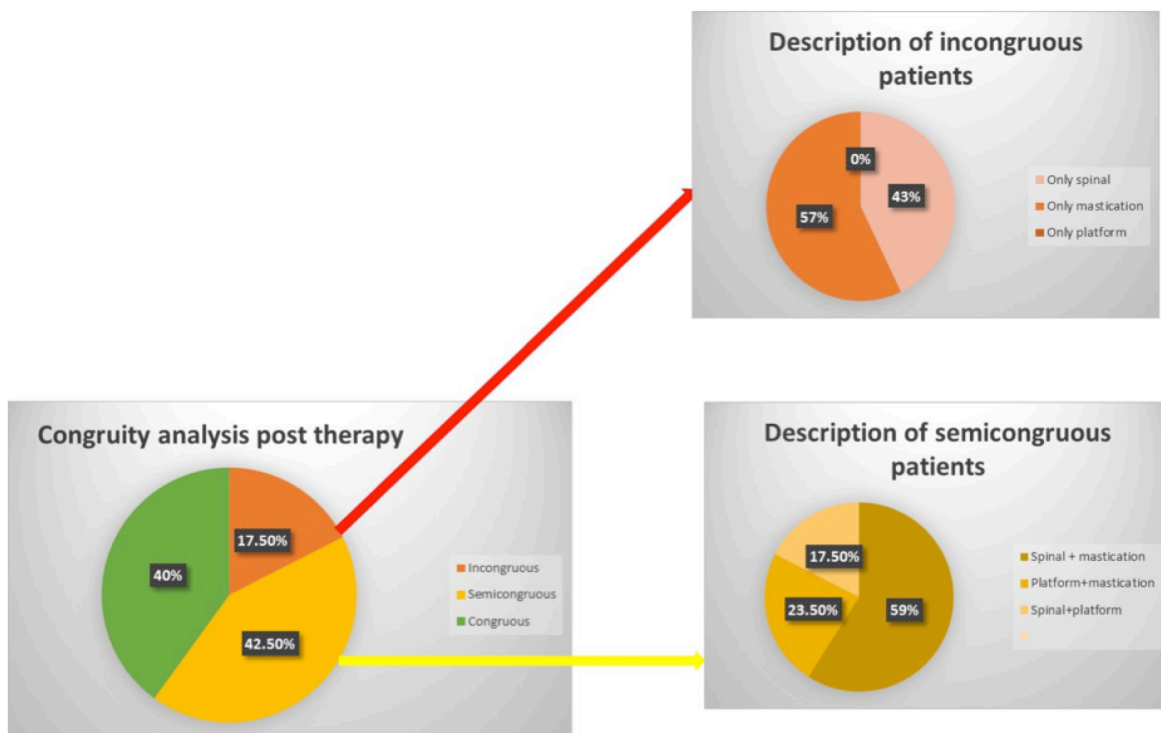 Description of incongruous
patients
0%
43%
57%
Only spinal
Only mastication
Only platform
Congruity analysis post therapy
17.50%
40%
42.50%
Incongruous
Semicongruous
Congruous
Description of semicongruous
patients
17.50%
23.50%
59%
Spinal + mastication
Platform+mastication
Spinal+platform